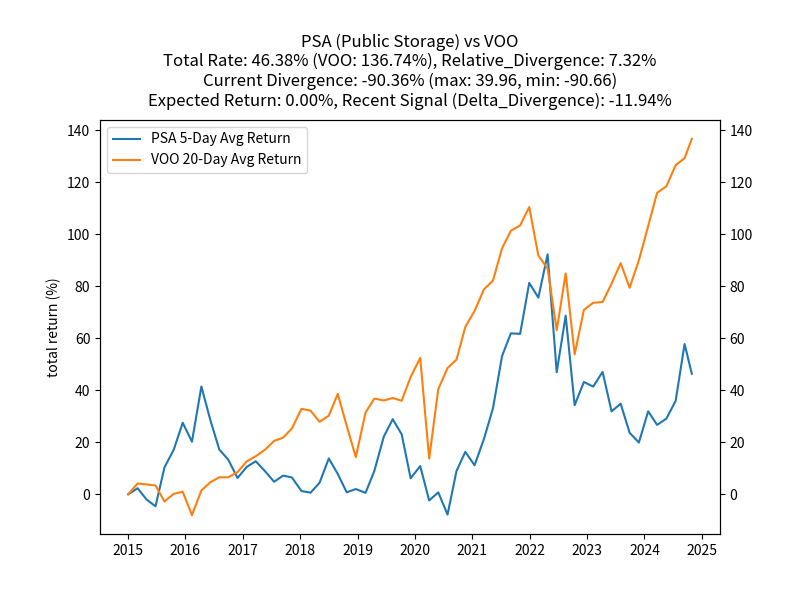 PSA (Public Storage) vs VOO
Total Rate: 46.38% (VOO: 136.74%), Relative_Divergence: 7.32%
Current Divergence: -90.36% (max: 39.96, min: -90.66)
Expected Return: 0.00%, Recent Signal (Delta_Divergence): -11.94%
PSA 5-Day Avg Return
VOO 20-Day Avg Return
total return (%)
140
120
100
80
60
40
20
0
140
120
100
80
60
40
20
0
2015 2016 2017 2018 2019 2020 2021 2022 2023 2024 2025